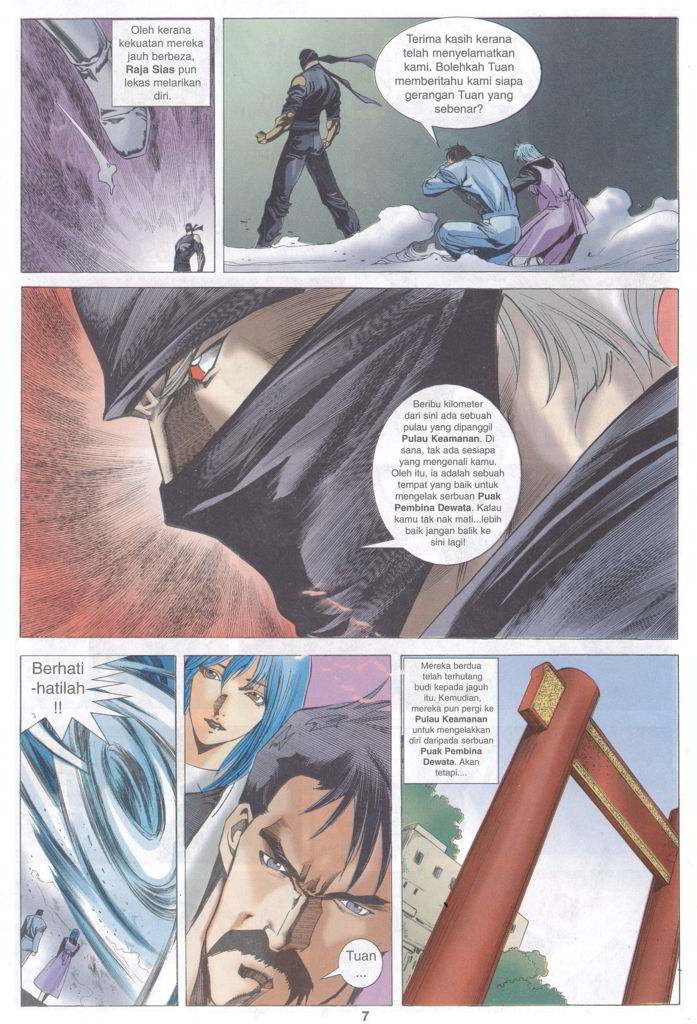 Oleh kerana
kekuatan mereka
jauh berbeza,
Raja Sias pun
lekas melarikan
diri.
Terima kasih kerana
telah menyelamatkan
kami. Bolehkah Tuan
memberitahu kami siapa
gerangan Tuan yang
sebenar?
Beribu kilometer
dari sini ada sebuah
pulau yang dipanggil
Pulau Keamanan. Di
sana, tak ada sesiapa
yang mengenali kamu.
Oleh itu, ia adalah sebuah
tempat yang baik untuk
mengelak serbuan Puak
Pembina Dewata. Kalau
kamu tak nak mati...lebih
baik jangan balik ke
sini lagi!
Berhati
-hatilah
!!
Tuan
...
Mereka berdua
telah terhutang
budi kepada jaguh
itu. Kemudian,
mereka pun pergi ke
Pulau Keamanan
untuk mengelakkan
diri daripada serbuan
Puak Pembina
Dewata. Akan
tetapi....
7